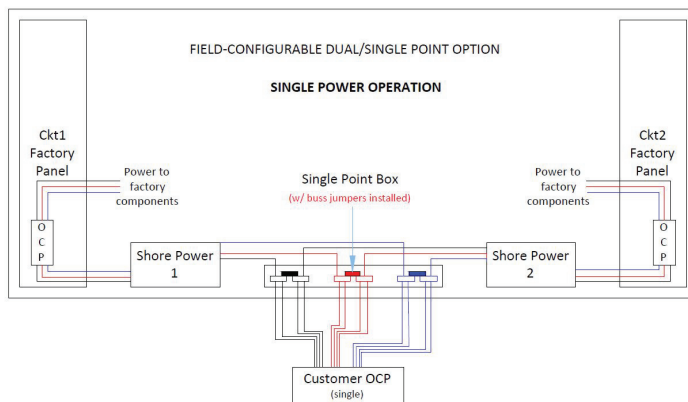 FIELD-CONFIGURABLE DUAL/SINGLE POINT OPTION
SINGLE POWER OPERATION
Ckt1
Factory
Panel
Power to
factory
components
O
C
P
Shore Power
1
Single Point Box
(w/ buss jumpers installed)
Ckt2
Factory
Panel
Power to
factory
components
O
C
P
Shore Power
2
Customer OCP
(single)